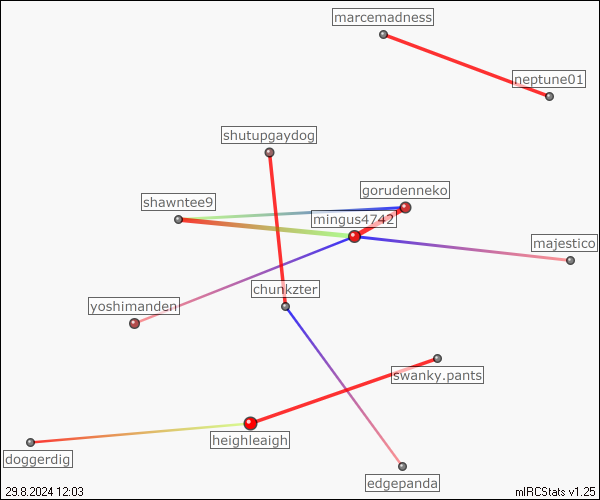 marcemadness
neptune01
shutupgaydog
gorudenneko
shawntee9
mingus4742
majestico
chunkzter
yoshimanden
swanky.pants
heighleaigh
doggerdig
edgepanda
29.8.2024 12:03
mIRCStats v1.25